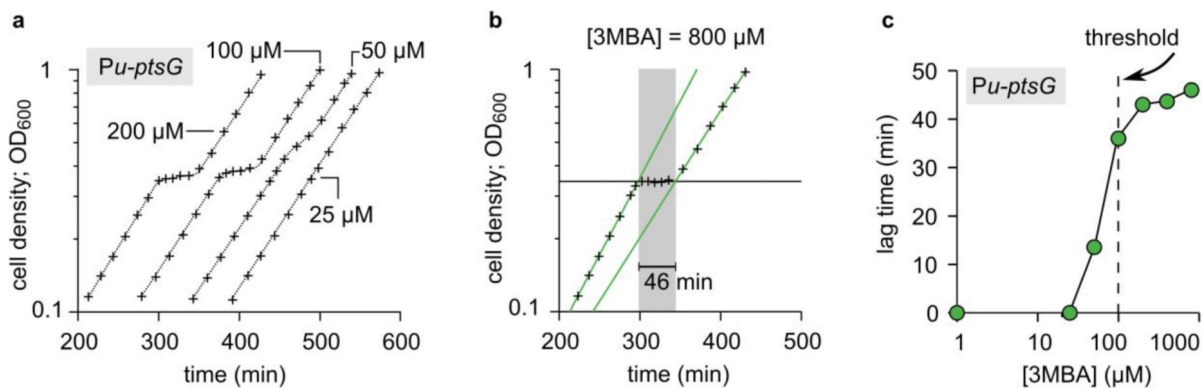 a
Pu-ptsG
100 µM
50 µM
200 µM
25 µM
cell density; OD600
1
0.1
200 300 400 500 600
time (min)
b
[3MBA] = 800 µM
46 min
cell density; OD600
1
0.1
200 300 400 500
time (min)
c
threshold
Pu-ptsG
lag time (min)
50
40
30
20
10
0
1 10 100 1000
[3MBA] (µM)